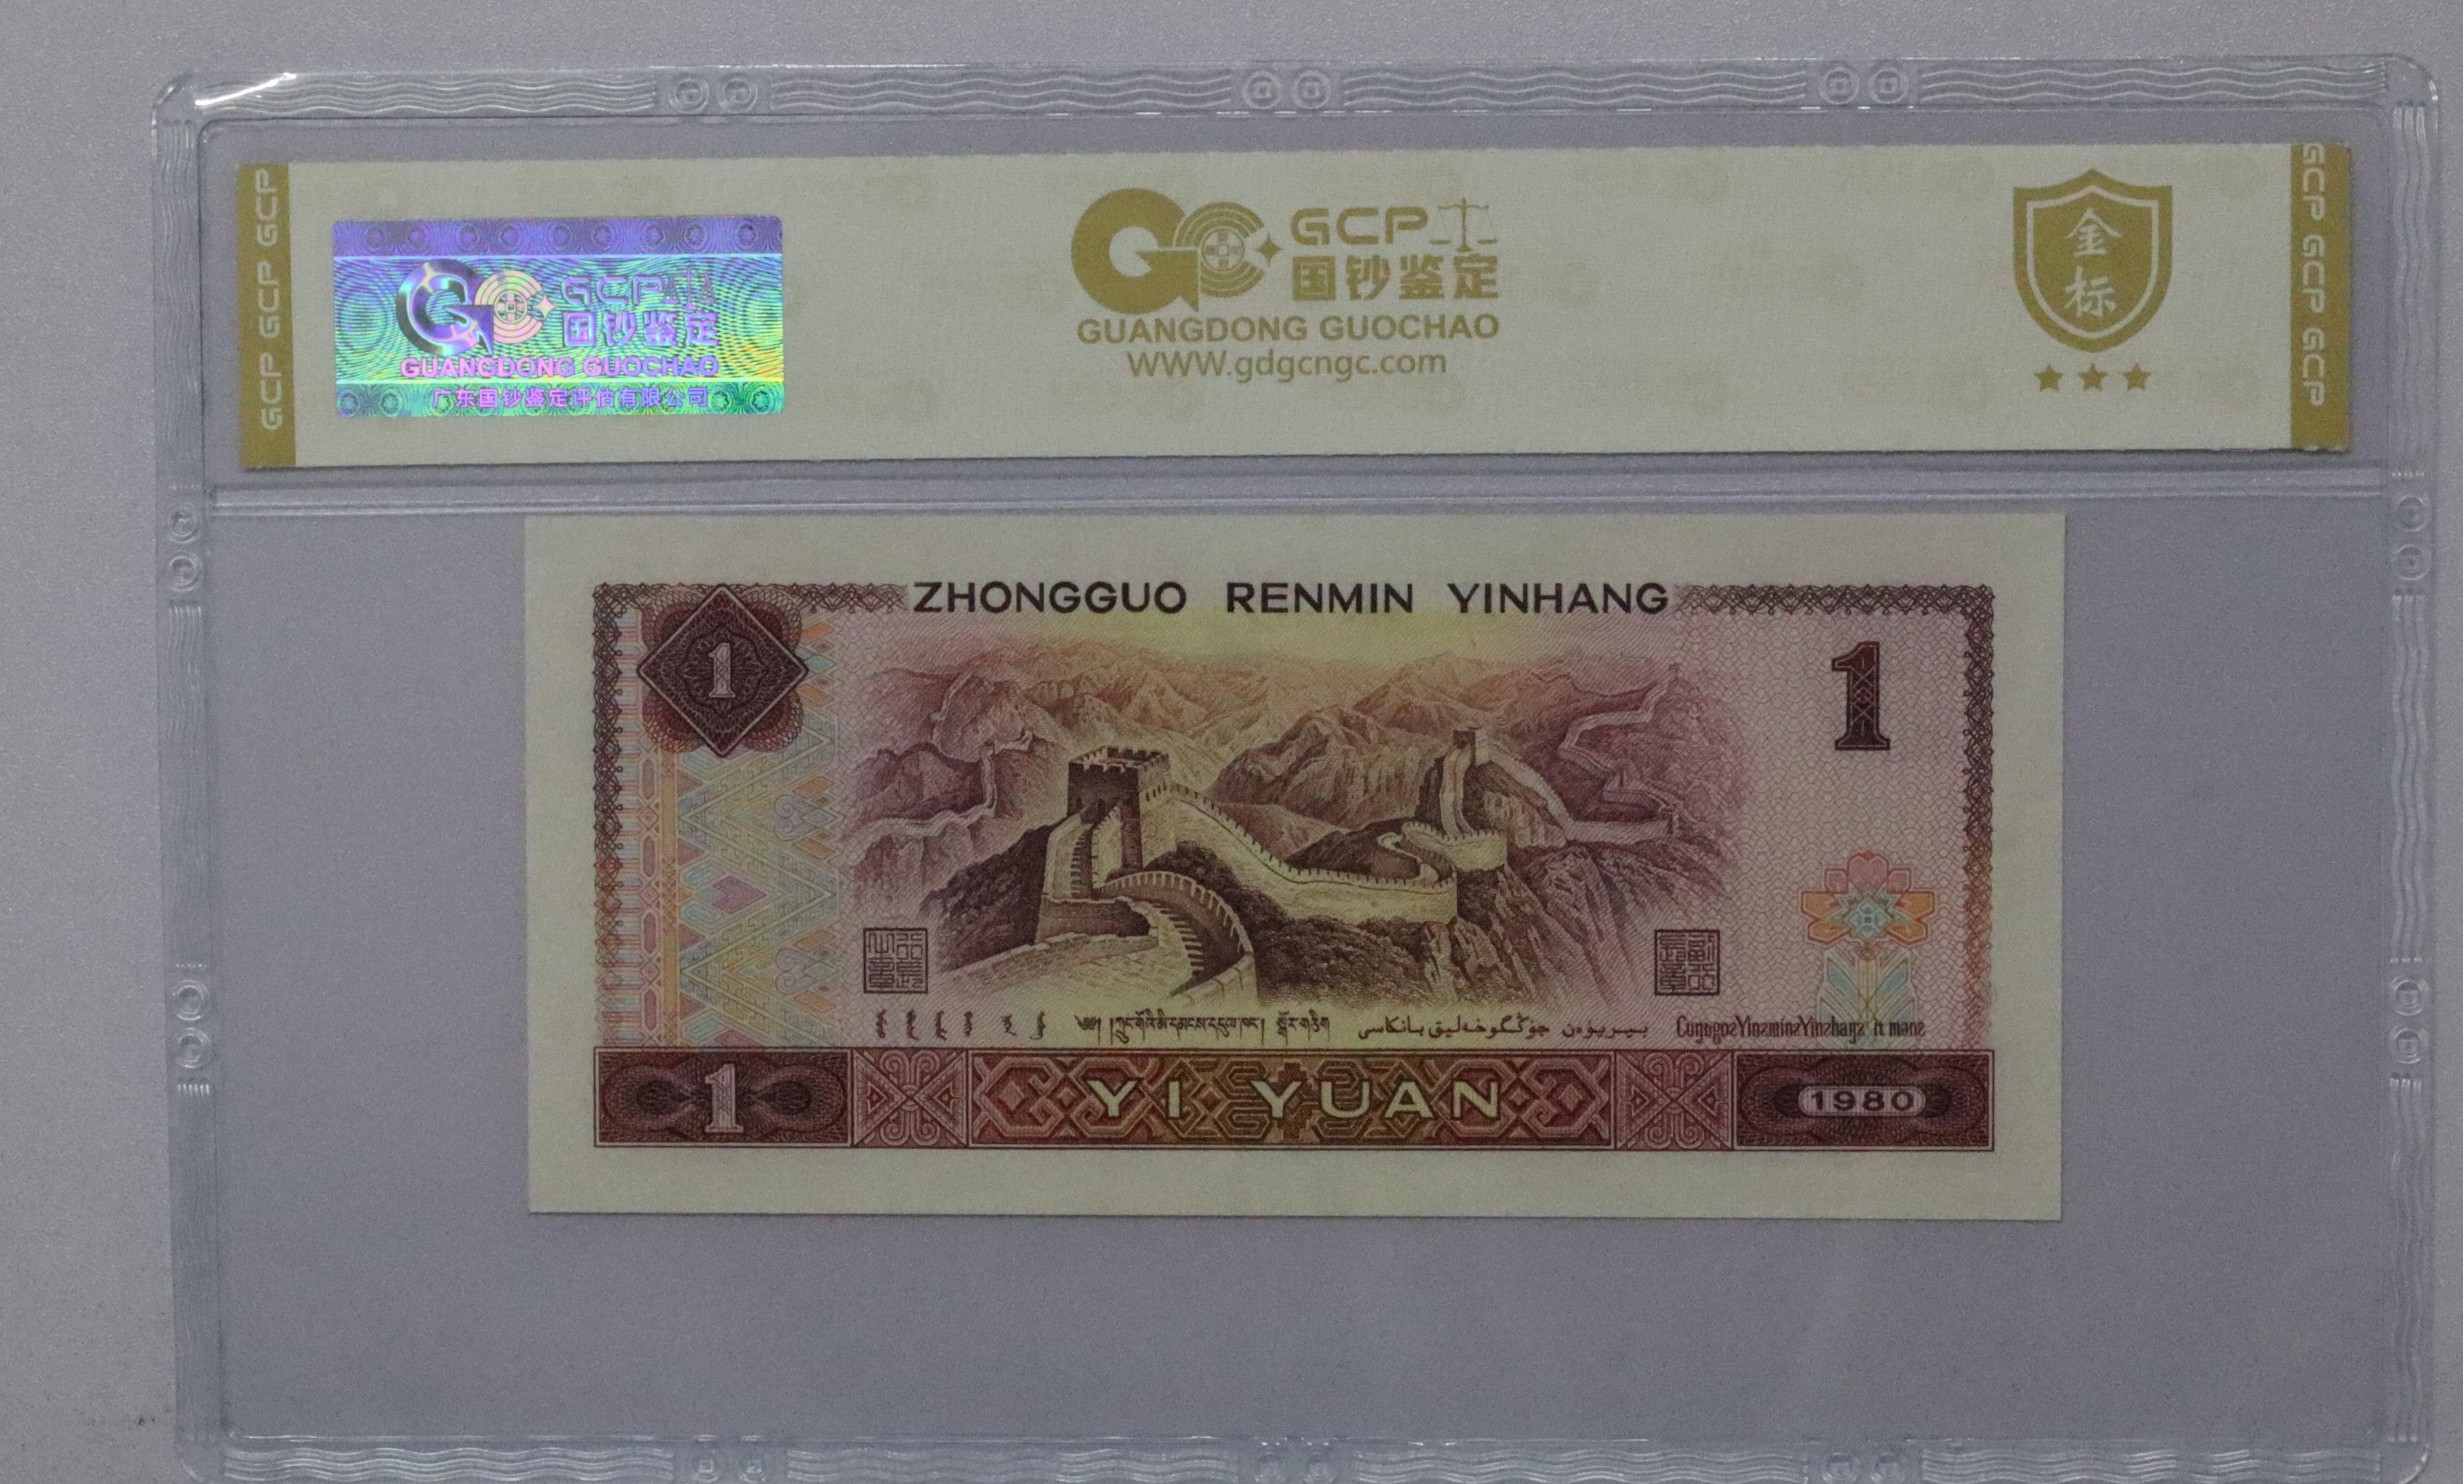 GCP GCP GCP
GCP
国钞鉴定
GUANGDONG GUOCHAO
广东国钞鉴定评估有限公司
GCP
国钞鉴定
GUANGDONG GUOCHAO
WWW.gdgcngc.com
金
标
GCP GCP GCP
ZHONGGUO RENMIN YINHANG
1
1
YI YUAN
1
1980